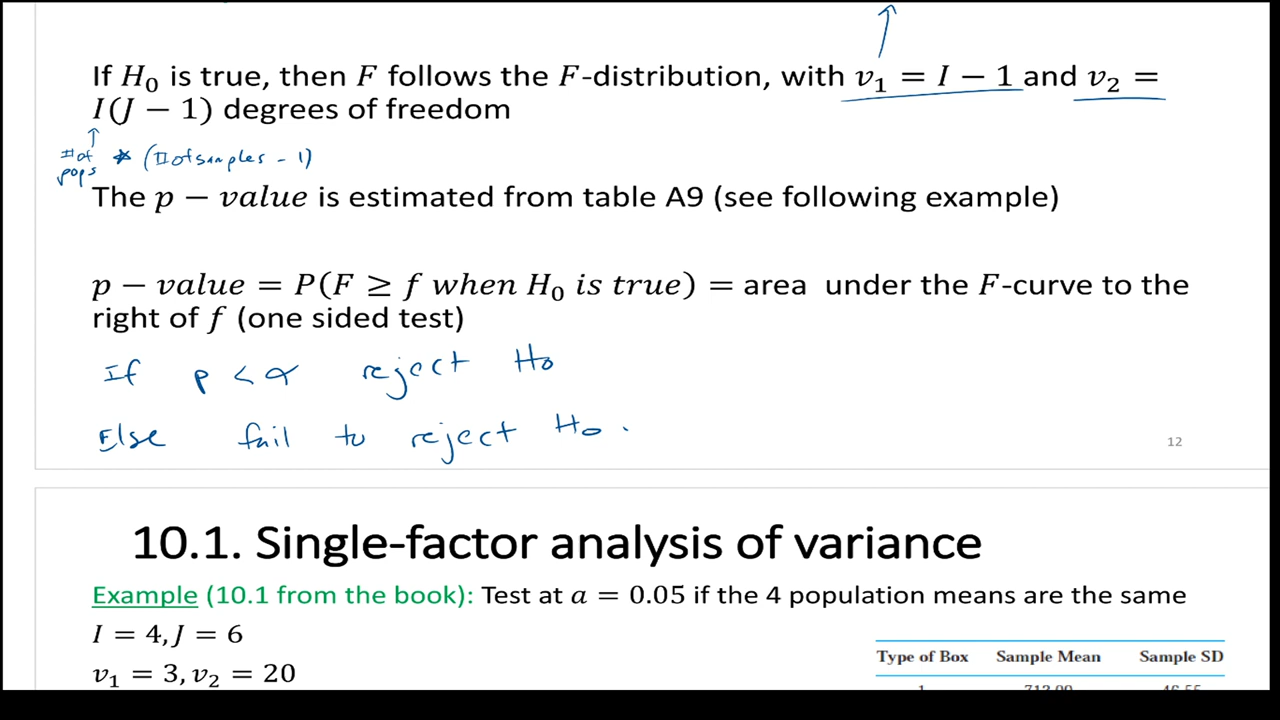 If H₀ is true, then F follows the F-distribution, with v₁ = I − 1 and v₂ =
I(J − 1) degrees of freedom
# of pops * (# of samples - 1)
The p − value is estimated from table A9 (see following example)
p − value = P(F ≥ f when H₀ is true) = area under the F-curve to the
right of f (one sided test)
If p < α reject H₀
Else fail to reject H₀.
12
10.1. Single-factor analysis of variance
Example (10.1 from the book): Test at a = 0.05 if the 4 population means are the same
I = 4, J = 6
v₁ = 3, v₂ = 20
Type of Box Sample Mean Sample SD